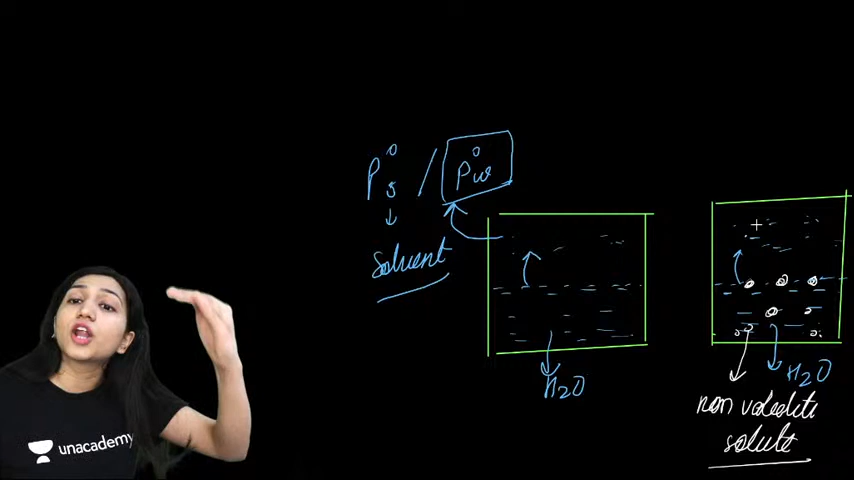 P°s / P°w
solvent
H2O
H2O
non volatile
solute
unacademy